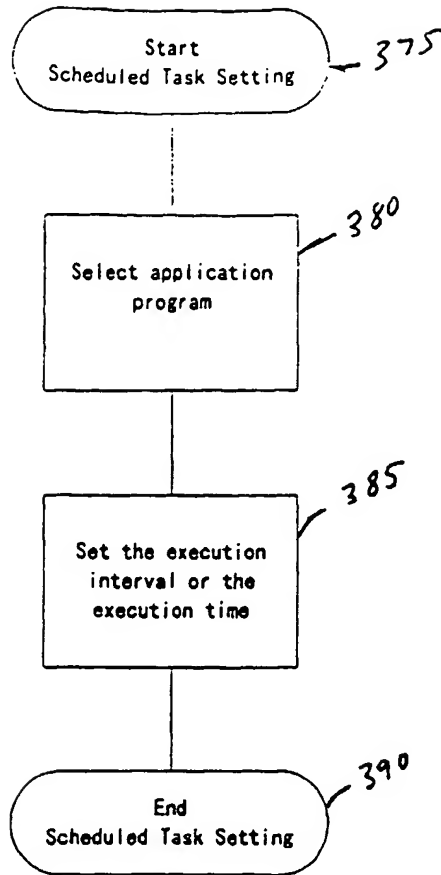 Start
Scheduled Task Setting
375
380
Select application
program
385
Set the execution
interval or the
execution time
390
End
Scheduled Task Setting